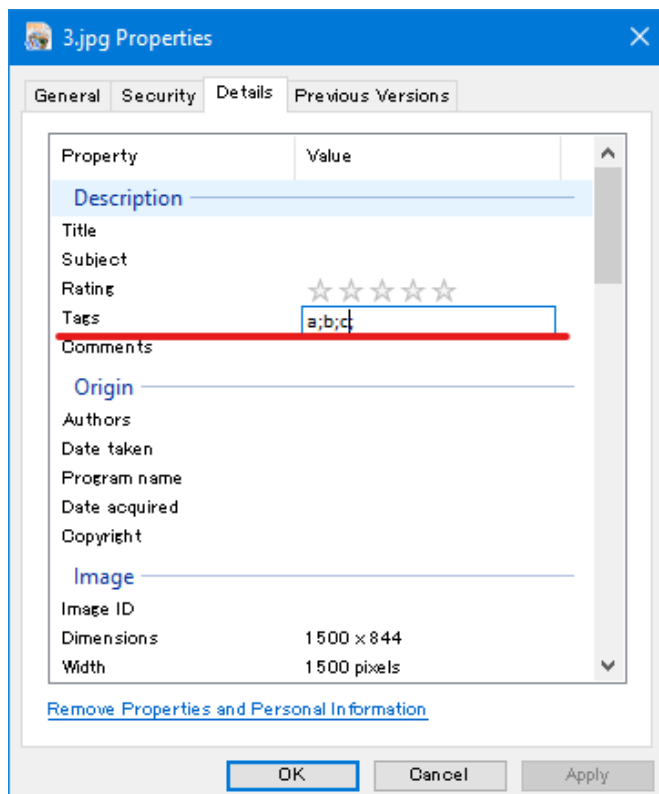 3.jpg Properties
General Security Details Previous Versions
Property Value
Description
Title
Subject
Rating
Tags a;b;c;
Comments
Origin
Authors
Date taken
Program name
Date acquired
Copyright
Image
Image ID
Dimensions 1500 x 844
Width 1500 pixels
Remove Properties and Personal Information
OK Cancel Apply